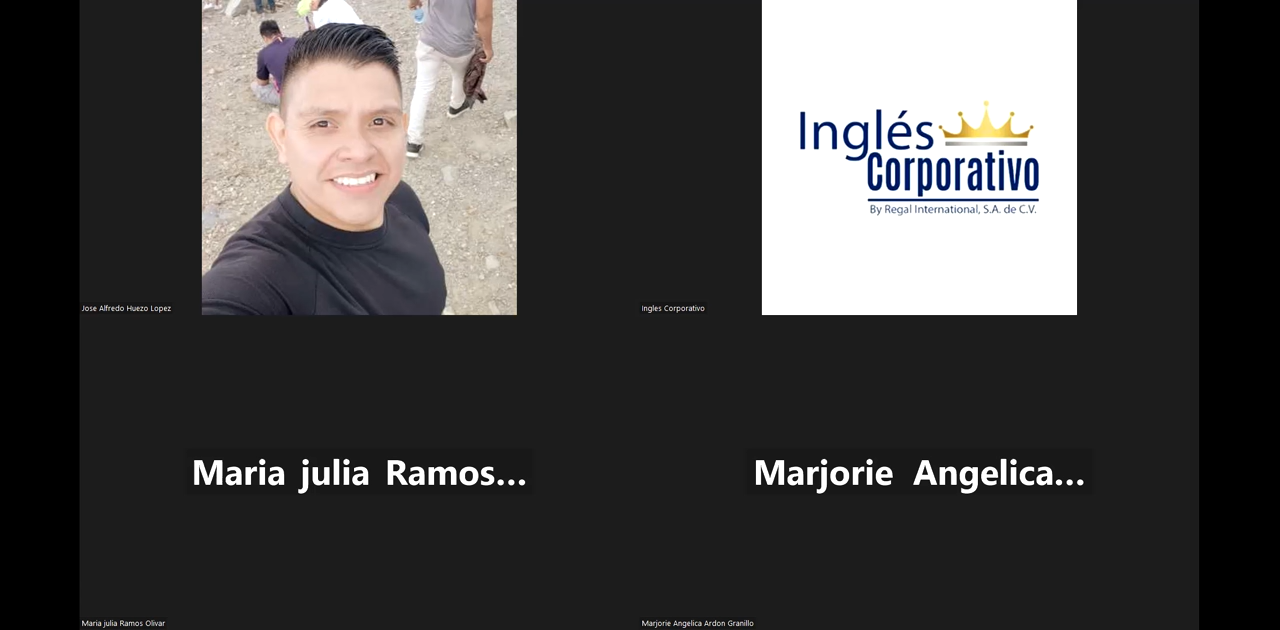 Inglés
Corporativo
By Regal International, S.A. de C.V.
Jose Alfredo Huezo Lopez
Ingles Corporativo
Maria julia Ramos...
Marjorie Angelica...
Maria julia Ramos Olivar
Marjorie Angelica Ardon Granillo